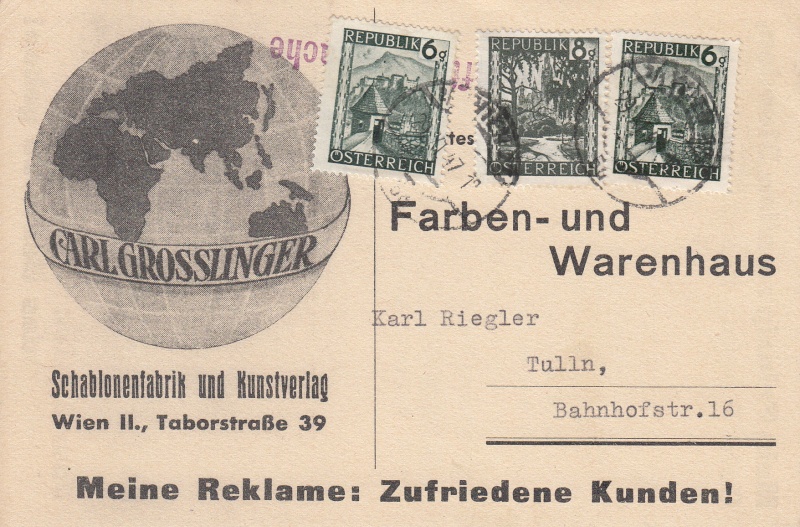 REPUBLIK 6g
ÖSTERREICH
REPUBLIK 8g
ÖSTERREICH
REPUBLIK 6g
ÖSTERREICH
tes
Farben- und
Warenhaus
Karl Riegler
Tulln,
Bahnhofstr.16
CARL GROSSLINGER
Schablonenfabrik und Kunstverlag
Wien II., Taborstraße 39
Meine Reklame: Zufriedene Kunden!